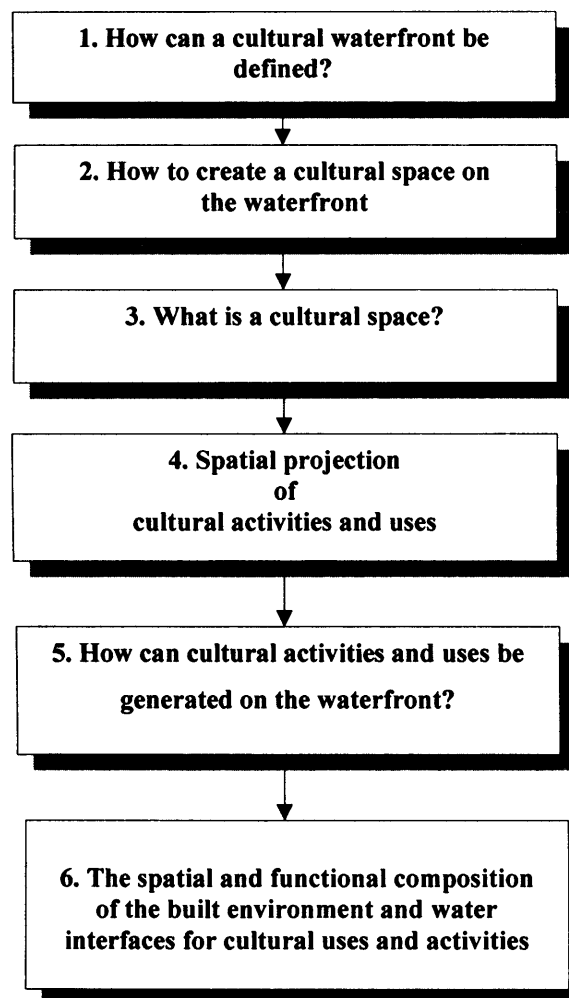 1. How can a cultural waterfront be
defined?
2. How to create a cultural space on
the waterfront
3. What is a cultural space?
4. Spatial projection
of
cultural activities and uses
5. How can cultural activities and uses be
generated on the waterfront?
6. The spatial and functional composition
of the built environment and water
interfaces for cultural uses and activities